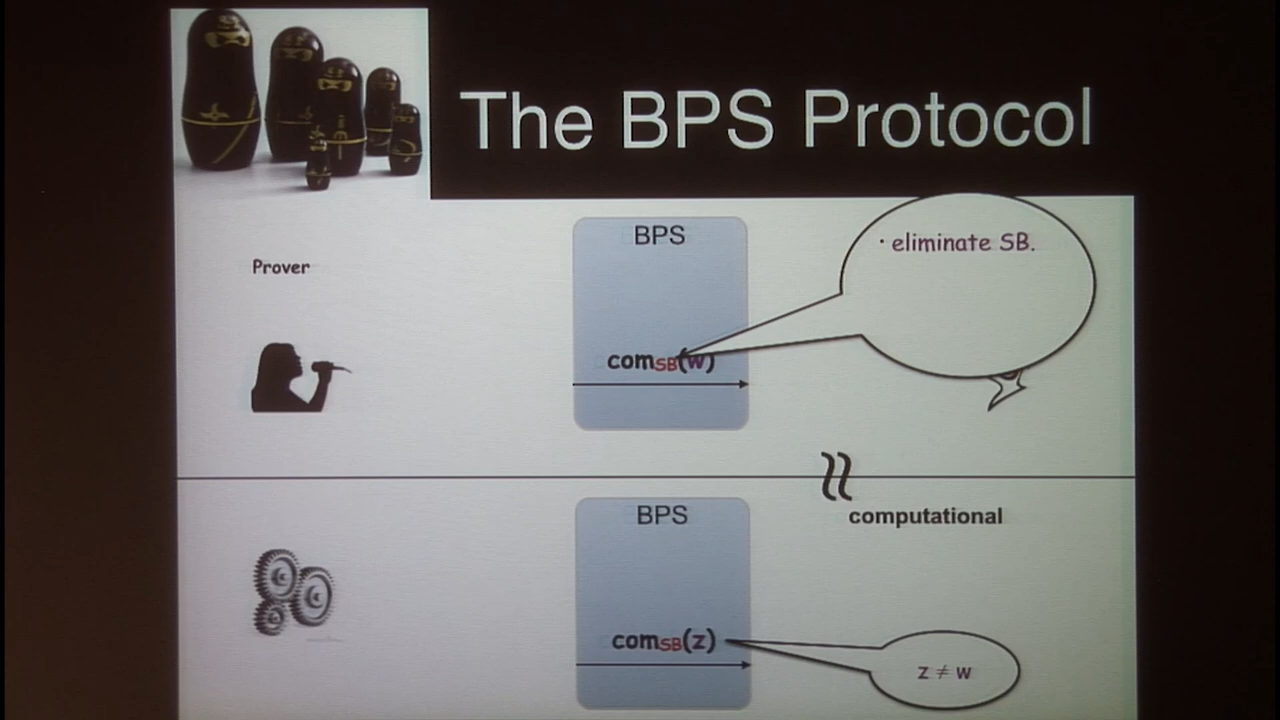 The BPS Protocol
BPS
· eliminate SB.
Prover
comSB(w)
≈
computational
BPS
comSB(z)
z ≠ w